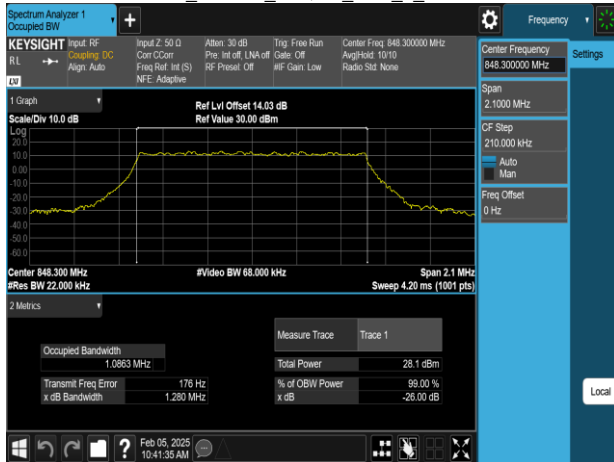 Spectrum Analyzer 1
Occupied BW
Frequency
KEYSIGHT
RL
LXI
Input: RF
Coupling: DC
Align: Auto
Input Z: 50 Ω
Corr CCorr
Freq Ref: Int (S)
NFE: Adaptive
Atten: 30 dB
Pre: Int off, LNA off
RF Preset: Off
Trig: Free Run
Gate: Off
#IF Gain: Low
Center Freq: 848.300000 MHz
Avg|Hold: 10/10
Radio Std: None
Center Frequency
848.300000 MHz
Settings
Span
2.1000 MHz
CF Step
210.000 kHz
Auto
Man
Freq Offset
0 Hz
Local
1 Graph
Scale/Div 10.0 dB
Ref Lvl Offset 14.03 dB
Ref Value 30.00 dBm
Log
20.0
10.0
0.00
-10.0
-20.0
-30.0
-40.0
-50.0
-60.0
Center 848.300 MHz
#Video BW 68.000 kHz
Span 2.1 MHz
#Res BW 22.000 kHz
Sweep 4.20 ms (1001 pts)
2 Metrics
Measure Trace
Trace 1
Occupied Bandwidth
1.0863 MHz
Total Power
28.1 dBm
Transmit Freq Error
176 Hz
% of OBW Power
99.00 %
x dB Bandwidth
1.280 MHz
x dB
-26.00 dB
?
Feb 05, 2025
10:41:35 AM